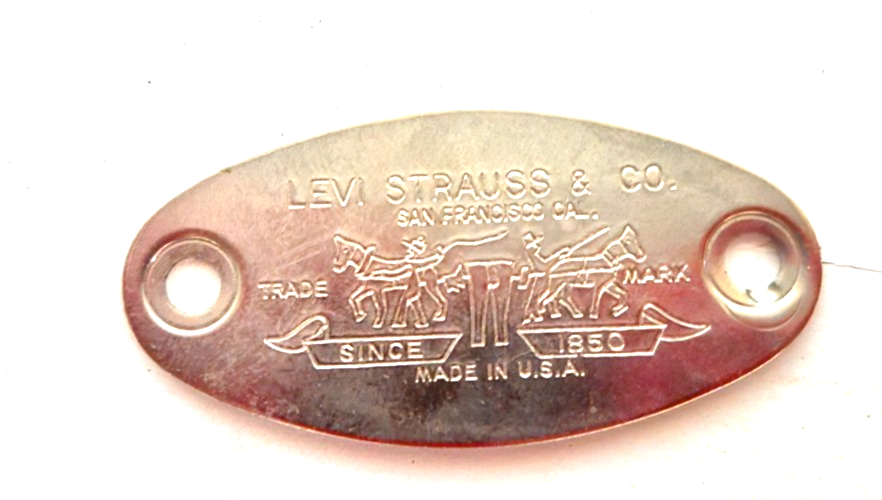 LEVI STRAUSS & CO.
SAN FRANCISCO CAL.
TRADE MARK
SINCE 1850
MADE IN U.S.A.